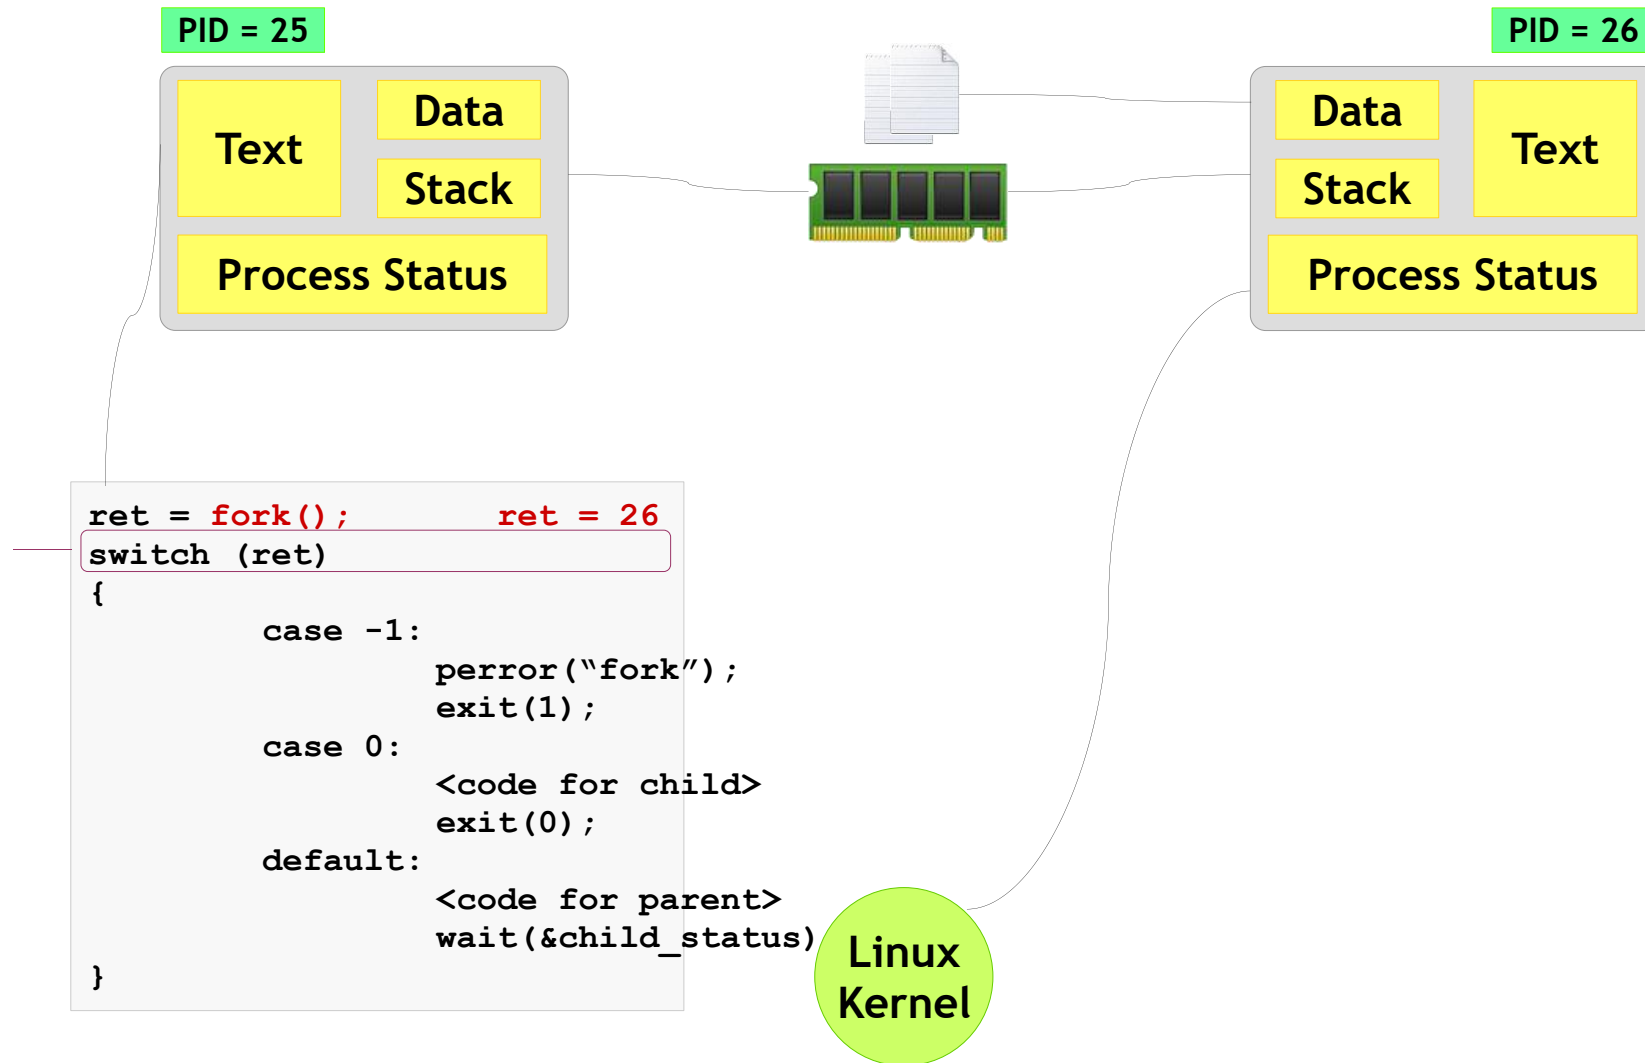 PID = 25
PID = 26
Text
Data
Stack
Process Status
Data
Stack
Text
Process Status
ret = fork(); ret = 26
switch (ret)
{
case -1:
perror(“fork”);
exit(1);
case 0:
<code for child>
exit(0);
default:
<code for parent>
wait(&child_status)
}
Linux
Kernel